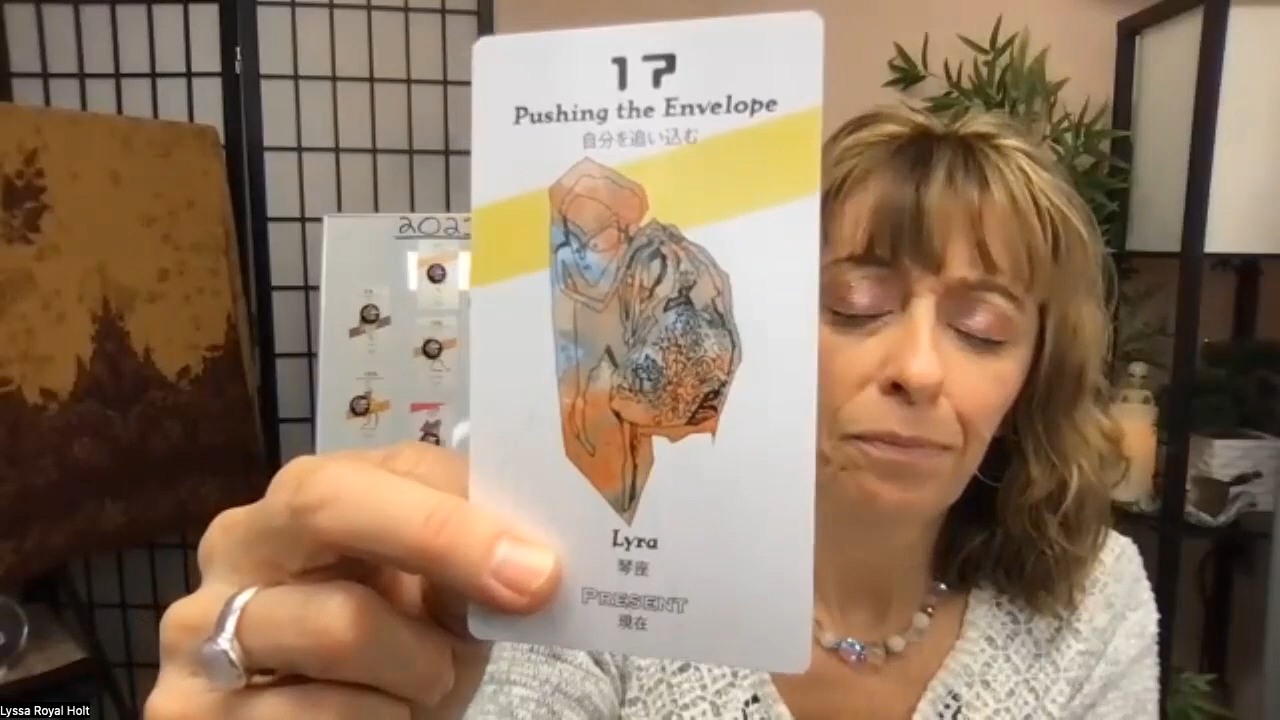 17
Pushing the Envelope
自分を追い込む
202
Lyra
琴座
PRESENT
現在
Lyssa Royal Holt